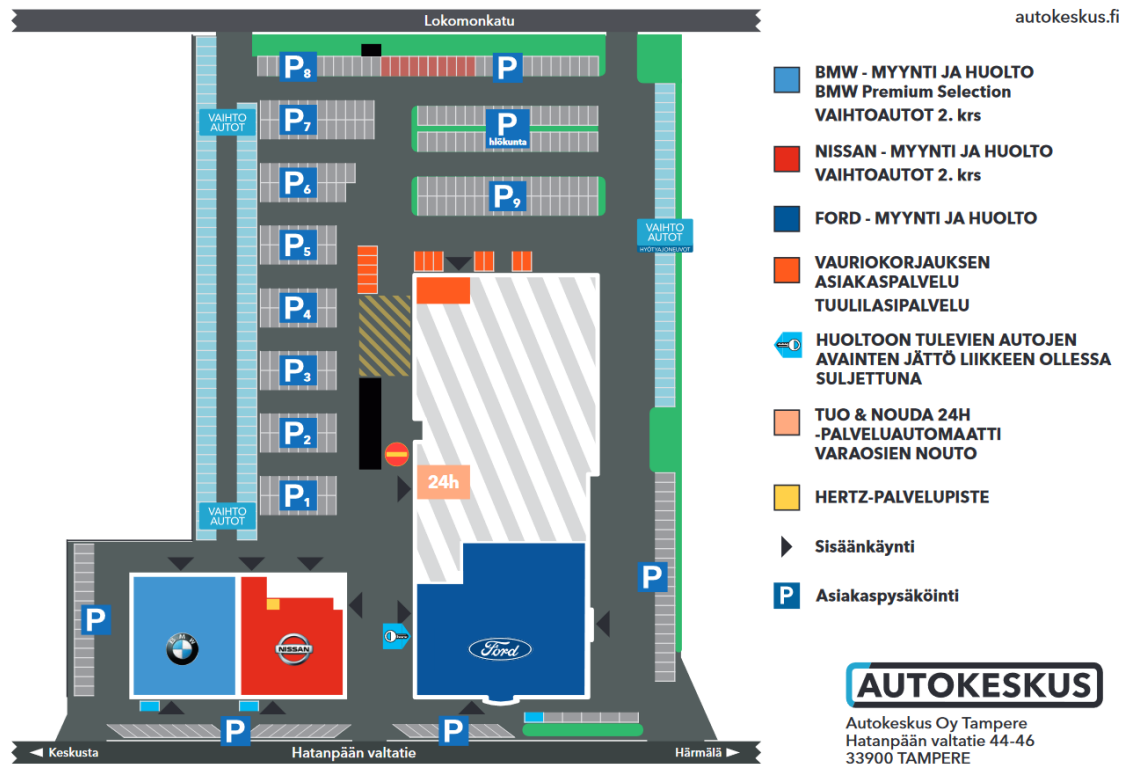 Lokomonkatu
autokeskus.fi
P8
P
VAIHTO
AUTOT
P7
P
hlökunta
P6
P9
P5
VAIHTO
AUTOT
HYÖTYAJONEUVOT
P4
P3
P2
P1
24h
VAIHTO
AUTOT
P
P
BMW
NISSAN
Ford
P
P
Keskusta
Hatanpään valtatie
Härmälä
BMW - MYYNTI JA HUOLTO
BMW Premium Selection
VAIHTOAUTOT 2. krs
NISSAN - MYYNTI JA HUOLTO
VAIHTOAUTOT 2. krs
FORD - MYYNTI JA HUOLTO
VAURIOKORJAUKSEN
ASIAKASPALVELU
TUULILASIPALVELU
HUOLTOON TULEVIEN AUTOJEN
AVAINTEN JÄTTÖ LIIKKEEN OLLESSA
SULJETTUNA
TUO & NOUDA 24H
-PALVELUAUTOMAATTI
VARAOSIEN NOUTO
HERTZ-PALVELUPISTE
Sisäänkäynti
P Asiakaspysäköinti
AUTOKESKUS
Autokeskus Oy Tampere
Hatanpään valtatie 44-46
33900 TAMPERE